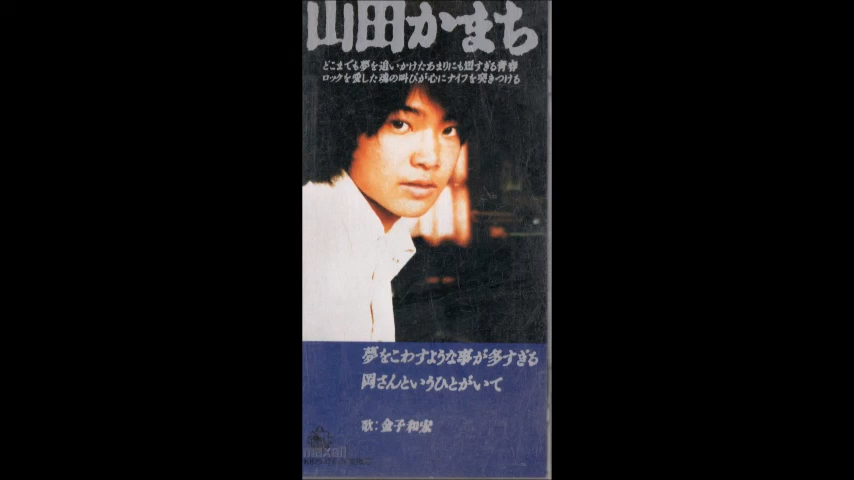 山田かまち
どこまでも夢を追いかけたあまりにも短すぎる青春
ロックを愛した魂の叫びが心にナイフを突きつける
夢をこわすような事が多すぎる
岡さんというひとがいて
歌:金子和宏
maxell